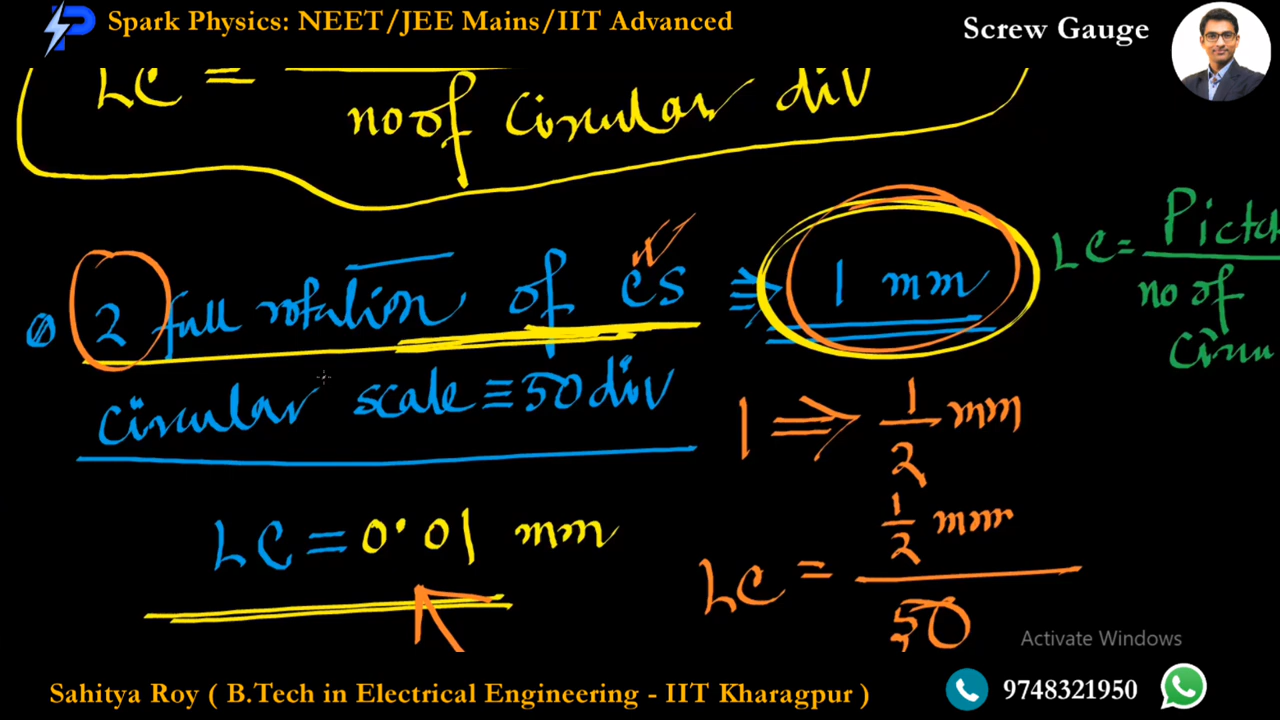 Spark Physics: NEET/JEE Mains/IIT Advanced
Screw Gauge
LC =
no of Circular div
2 full rotation of CS ⇛ 1 mm
LC = Pitch
no of
Circu
circular scale ≡ 50 div
1 ⇒ 1/2 mm
LC = 0.01 mm
1/2 mm
LC =
50
Activate Windows
Sahitya Roy ( B.Tech in Electrical Engineering - IIT Kharagpur )
9748321950